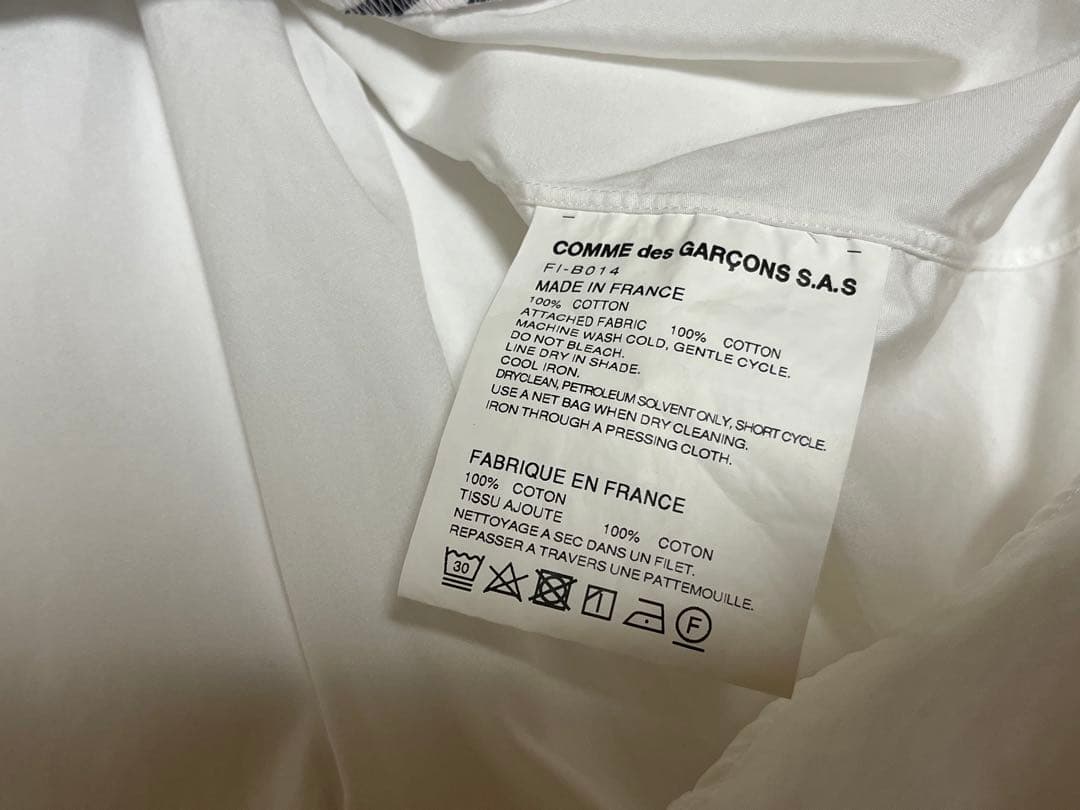 COMME des GARÇONS S.A.S
FI-B014
MADE IN FRANCE
100% COTTON
ATTACHED FABRIC 100% COTTON
MACHINE WASH COLD, GENTLE CYCLE.
DO NOT BLEACH.
LINE DRY IN SHADE.
COOL IRON.
DRYCLEAN, PETROLEUM SOLVENT ONLY, SHORT CYCLE.
USE A NET BAG WHEN DRY CLEANING.
IRON THROUGH A PRESSING CLOTH.
FABRIQUE EN FRANCE
100% COTON
TISSU AJOUTE 100% COTON
NETTOYAGE A SEC DANS UN FILET.
REPASSER A TRAVERS UNE PATTEMOUILLE.
30 F